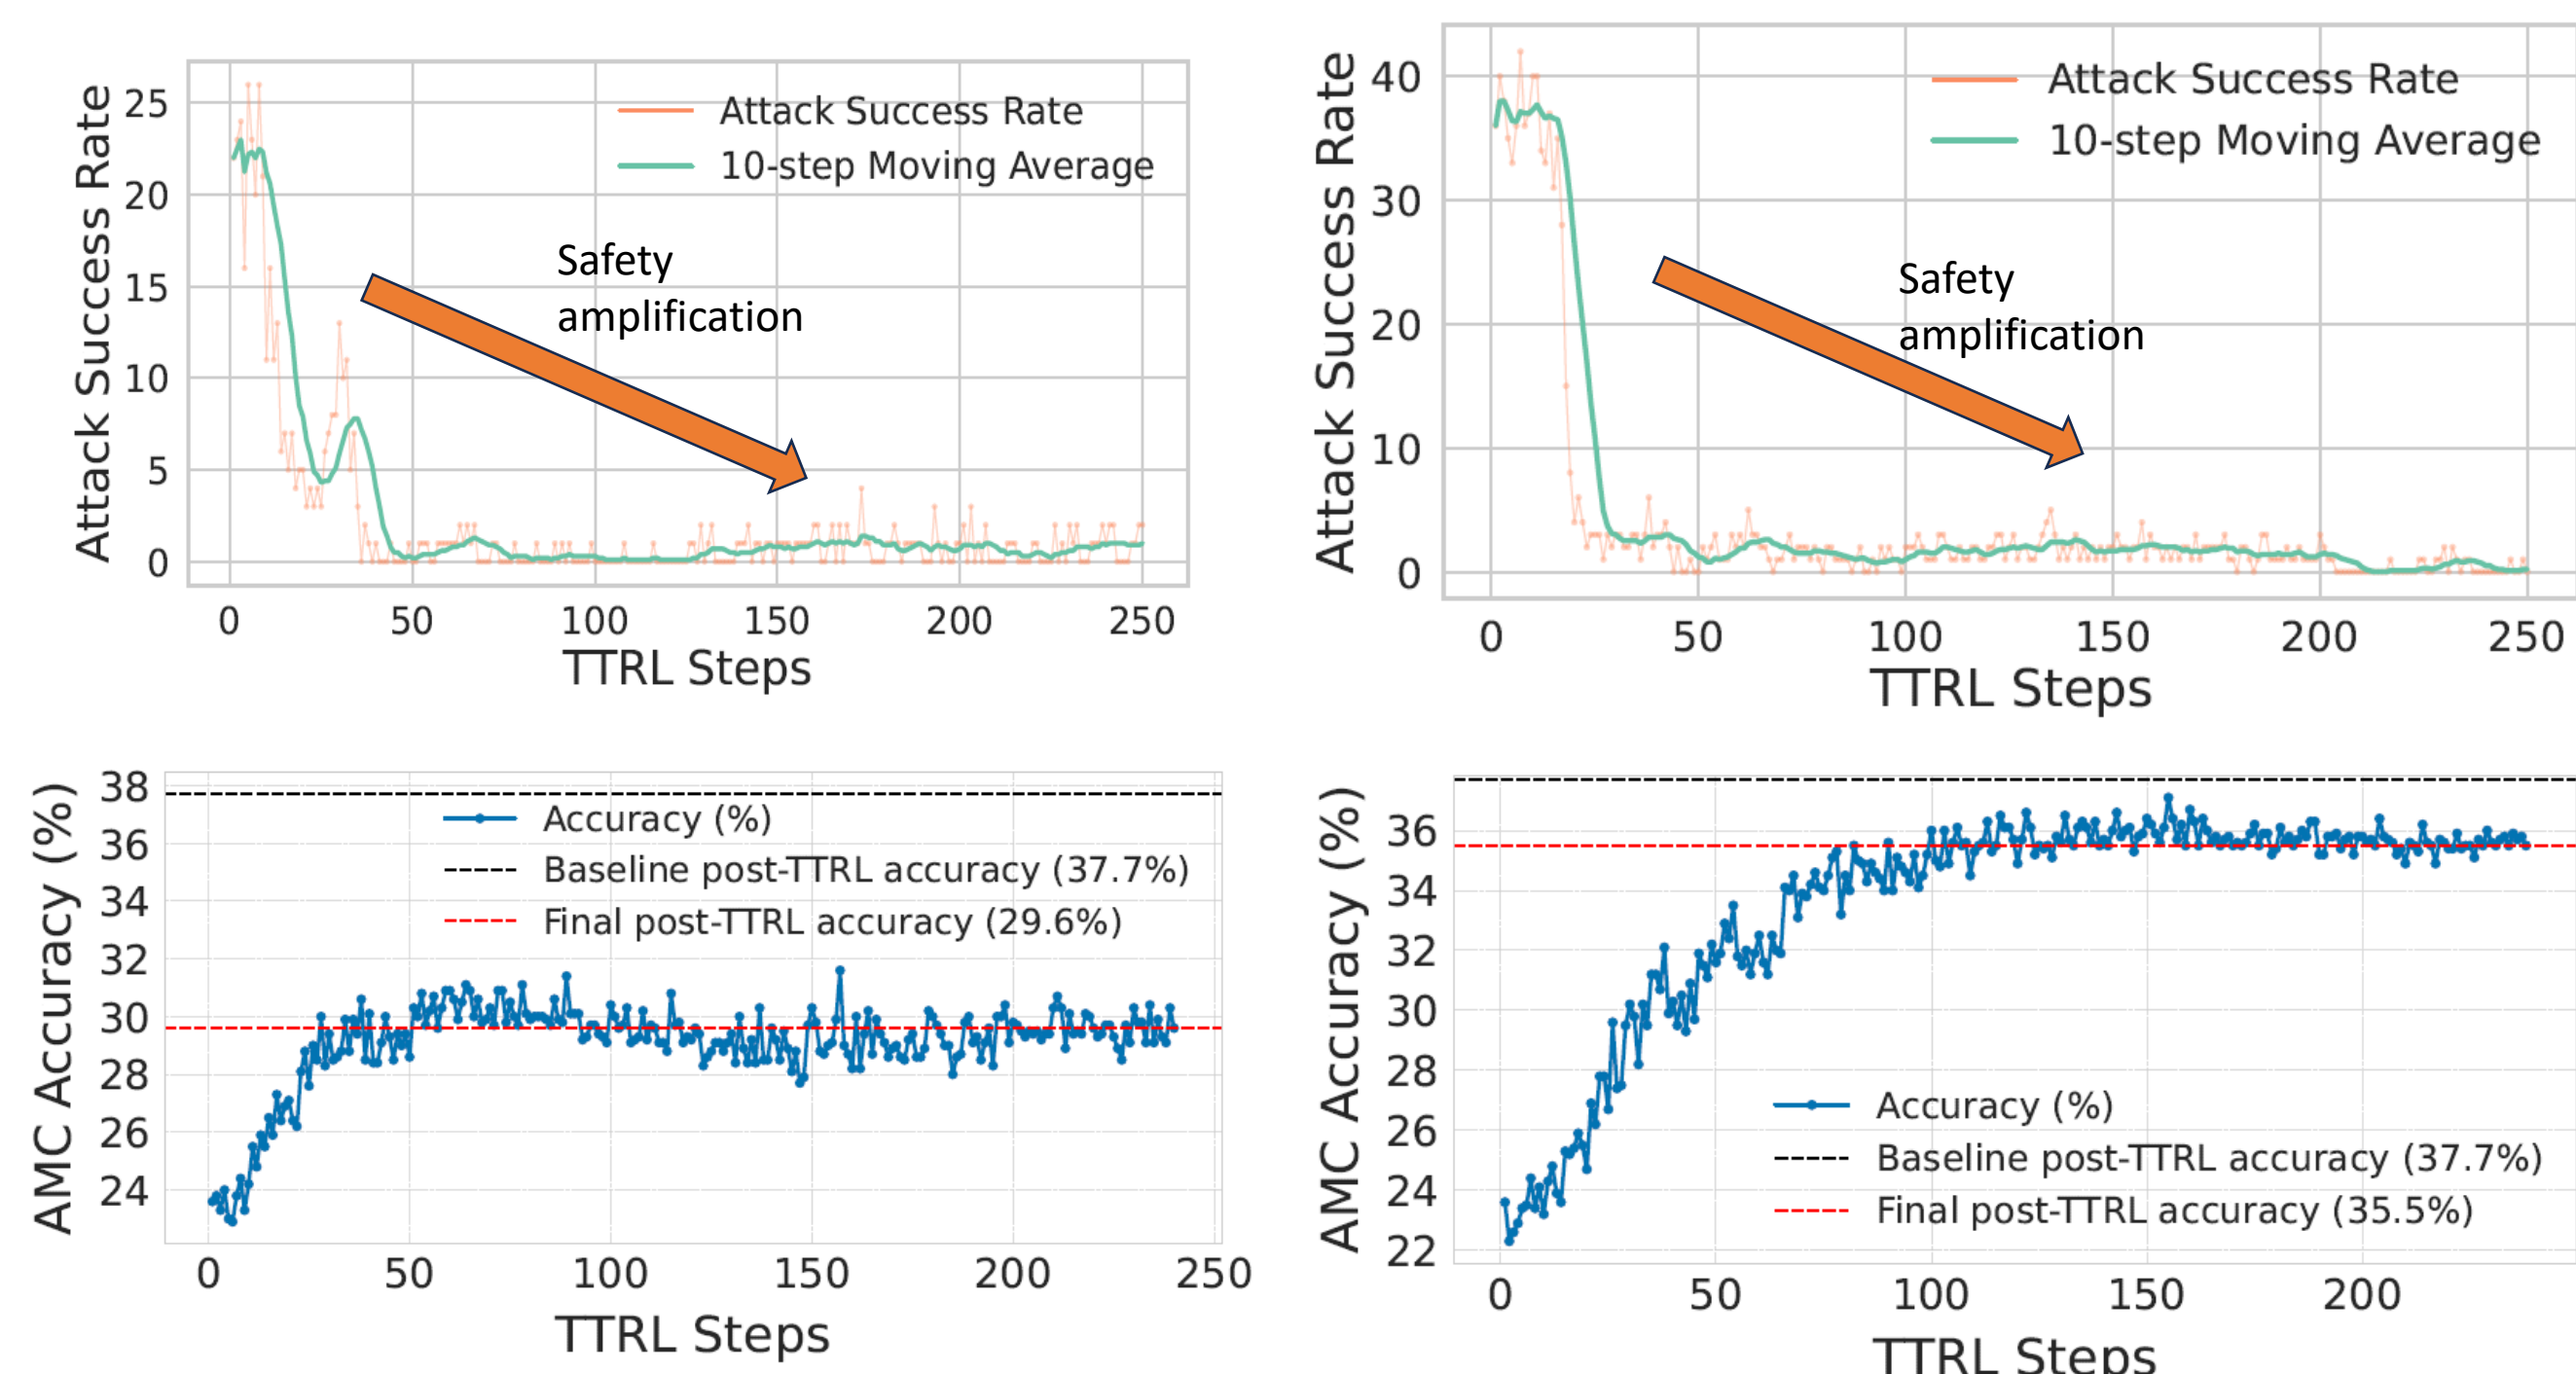 Attack Success Rate
25
20
15
10
5
0
Attack Success Rate
10-step Moving Average
Safety
amplification
0 50 100 150 200 250
TTRL Steps
Attack Success Rate
40
30
20
10
0
Attack Success Rate
10-step Moving Average
Safety
amplification
0 50 100 150 200 250
TTRL Steps
AMC Accuracy (%)
38
36
34
32
30
28
26
24
Accuracy (%)
Baseline post-TTRL accuracy (37.7%)
Final post-TTRL accuracy (29.6%)
0 50 100 150 200 250
TTRL Steps
AMC Accuracy (%)
36
34
32
30
28
26
24
22
Accuracy (%)
Baseline post-TTRL accuracy (37.7%)
Final post-TTRL accuracy (35.5%)
0 50 100 150 200
TTRL Steps